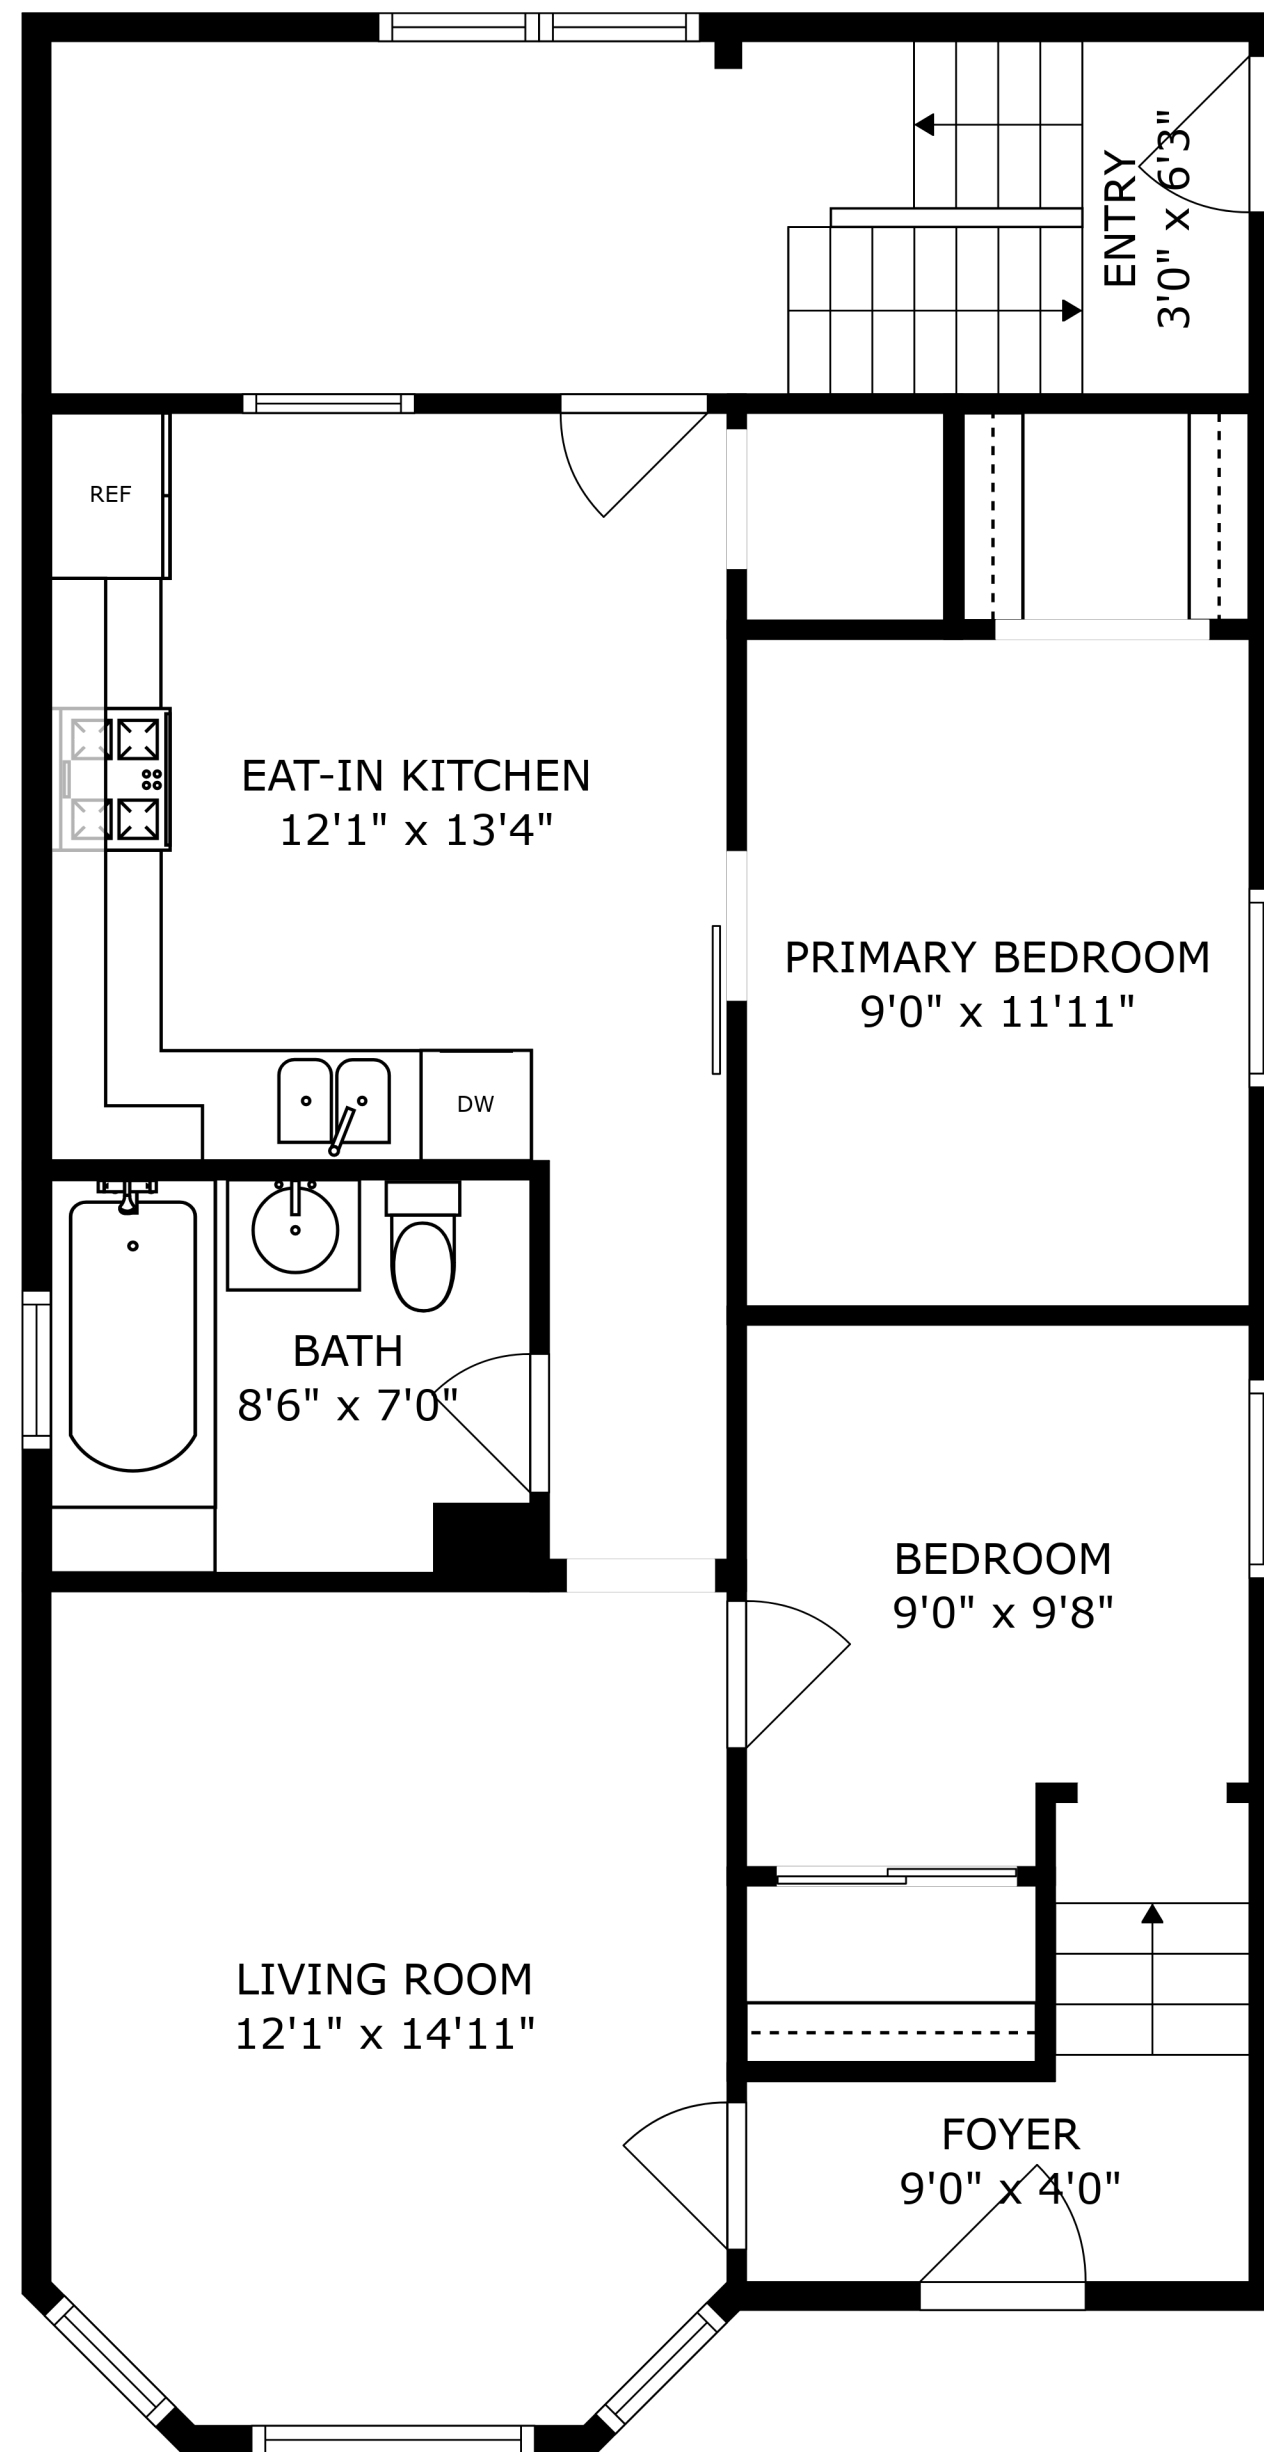 ENTRY
3'0" x 6'3"
REF
EAT-IN KITCHEN
12'1" x 13'4"
PRIMARY BEDROOM
9'0" x 11'11"
DW
BATH
8'6" x 7'0"
BEDROOM
9'0" x 9'8"
LIVING ROOM
12'1" x 14'11"
FOYER
9'0" x 4'0"